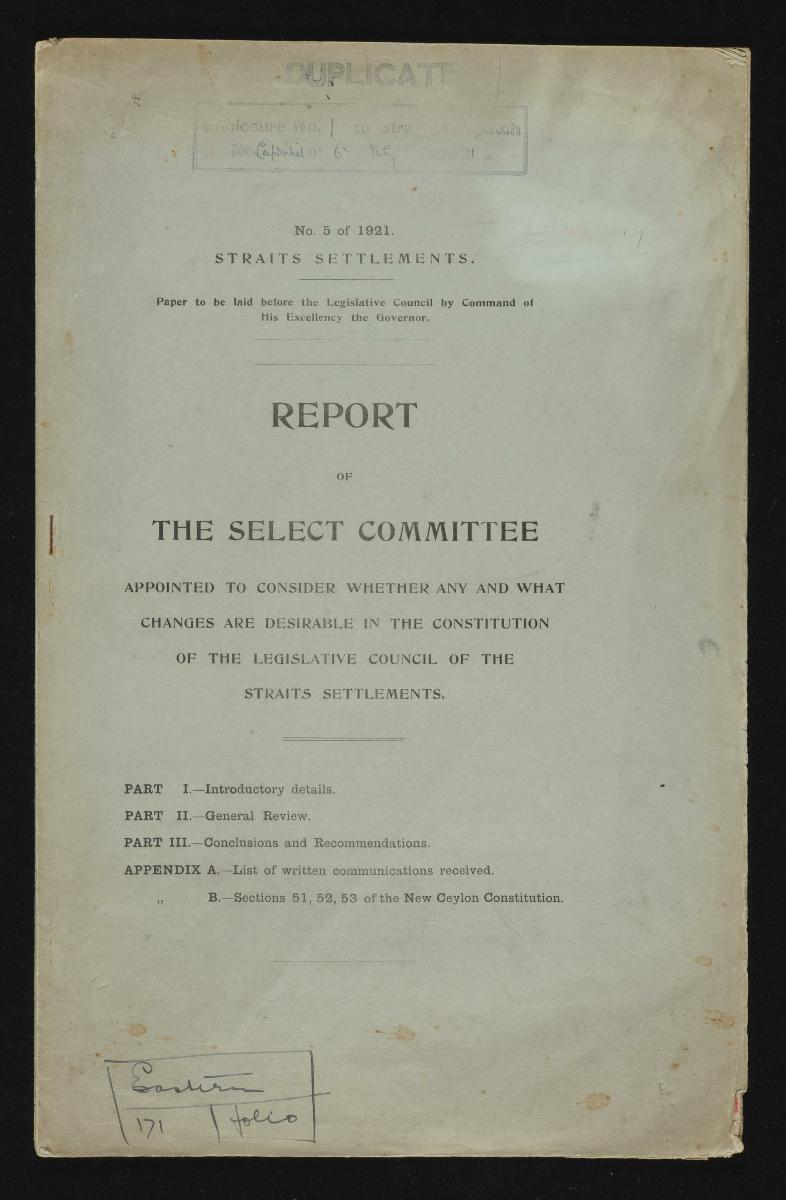 DUPLICATE
Enclosure No. 1 to
No. Confidential of 6
No. 5 of 1921.
STRAITS SETTLEMENTS.
Paper to be laid before the Legislative Council by Command of
His Excellency the Governor.
REPORT
OF
THE SELECT COMMITTEE
APPOINTED TO CONSIDER WHETHER ANY AND WHAT
CHANGES ARE DESIRABLE IN THE CONSTITUTION
OF THE LEGISLATIVE COUNCIL OF THE
STRAITS SETTLEMENTS.
PART I.—Introductory details.
PART II.—General Review.
PART III.—Conclusions and Recommendations.
APPENDIX A.—List of written communications received.
„ B.—Sections 51, 52, 53 of the New Ceylon Constitution.
Eastern
171 folio